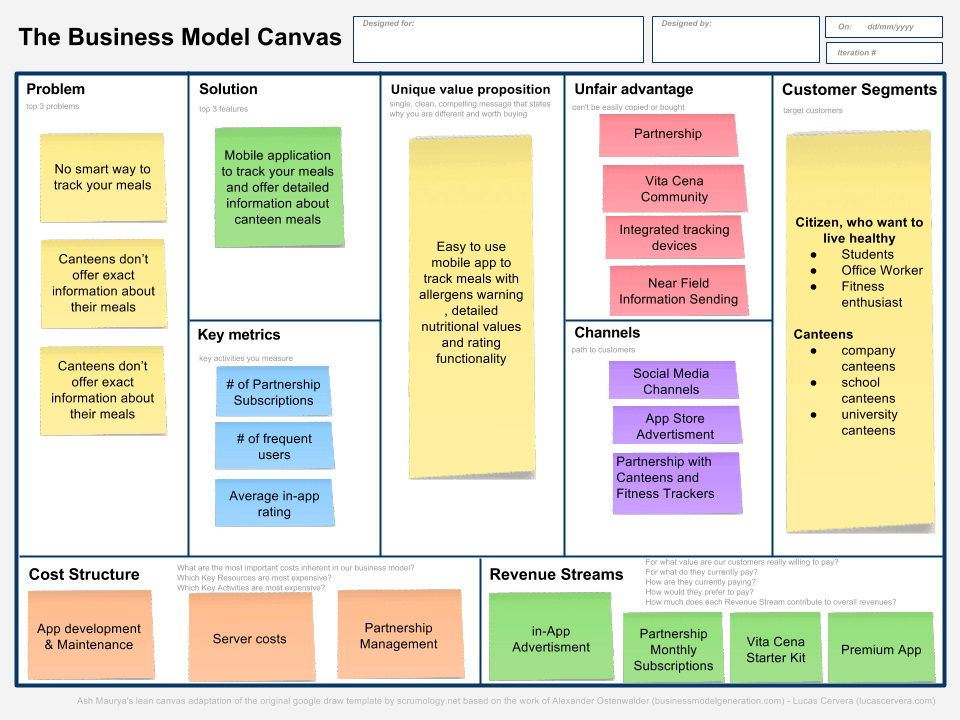 The Business Model Canvas
Designed for:
Designed by:
On: dd/mm/yyyy
Iteration #
Problem
top 3 problems
No smart way to
track your meals
Canteens don't
offer exact
information about
their meals
Canteens don't
offer exact
information about
their meals
Solution
top 3 features
Mobile application
to track your meals
and offer detailed
information about
canteen meals
Key metrics
key activities you measure
# of Partnership
Subscriptions
# of frequent
users
Average in-app
rating
Unique value proposition
single, clean, compelling message that states
why you are different and worth buying
Easy to use
mobile app to
track meals with
allergens warning
, detailed
nutritional values
and rating
functionality
Unfair advantage
can't be easily copied or bought
Partnership
Vita Cena
Community
Integrated tracking
devices
Near Field
Information Sending
Channels
path to customers
Social Media
Channels
App Store
Advertisment
Partnership with
Canteens and
Fitness Trackers
Customer Segments
target customers
Citizen, who want to
live healthy
● Students
● Office Worker
● Fitness
enthusiast
Canteens
● company
canteens
● school
canteens
● university
canteens
Cost Structure
What are the most important costs inherent in our business model?
Which Key Resources are most expensive?
Which Key Activities are most expensive?
App development
& Maintenance
Server costs
Partnership
Management
Revenue Streams
For what value are our customers really willing to pay?
For what do they currently pay?
How are they currently paying?
How would they prefer to pay?
How much does each Revenue Stream contribute to overall revenues?
in-App
Advertisment
Partnership
Monthly
Subscriptions
Vita Cena
Starter Kit
Premium App
Ash Maurya's lean canvas adaptation of the original google draw template by scrumology.net based on the work of Alexander Ostenwalder (businessmodelgeneration.com) - Lucas Cervera (lucascervera.com)